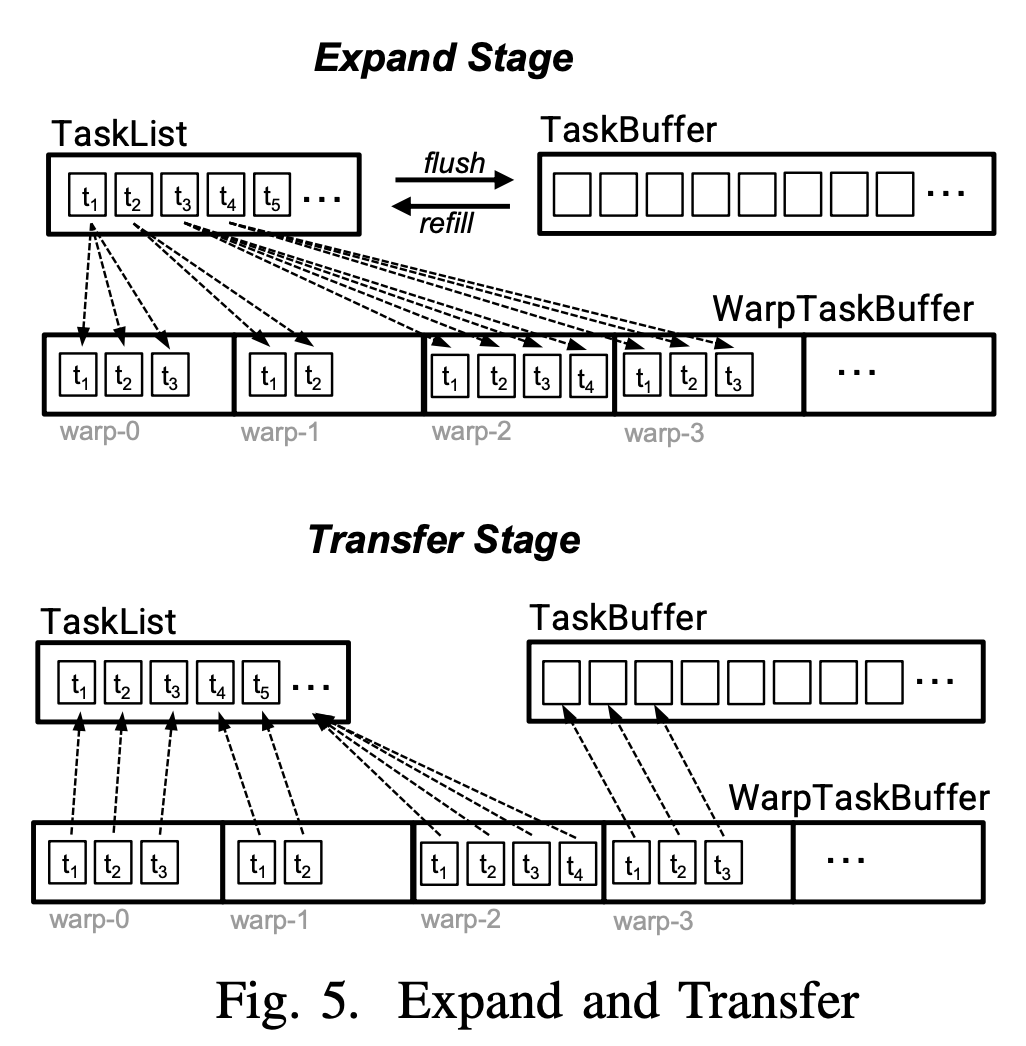 Expand Stage
TaskList
TaskBuffer
t1 t2 t3 t4 t5 ...
flush
refill
...
WarpTaskBuffer
t1 t2 t3
t1 t2
t1 t2 t3 t4
t1 t2 t3
...
warp-0
warp-1
warp-2
warp-3
Transfer Stage
TaskList
TaskBuffer
t1 t2 t3 t4 t5 ...
...
WarpTaskBuffer
t1 t2 t3
t1 t2
t1 t2 t3 t4
t1 t2 t3
...
warp-0
warp-1
warp-2
warp-3
Fig. 5. Expand and Transfer